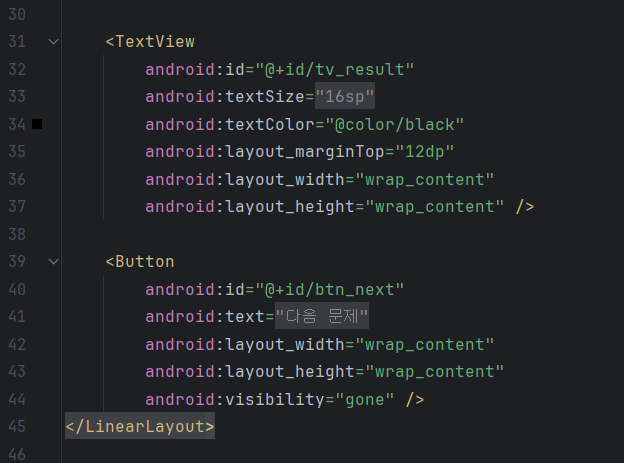 30
31 <TextView
32 android:id="@+id/tv_result"
33 android:textSize="16sp"
34 android:textColor="@color/black"
35 android:layout_marginTop="12dp"
36 android:layout_width="wrap_content"
37 android:layout_height="wrap_content" />
38
39 <Button
40 android:id="@+id/btn_next"
41 android:text="다음 문제"
42 android:layout_width="wrap_content"
43 android:layout_height="wrap_content"
44 android:visibility="gone" />
45 </LinearLayout>
46